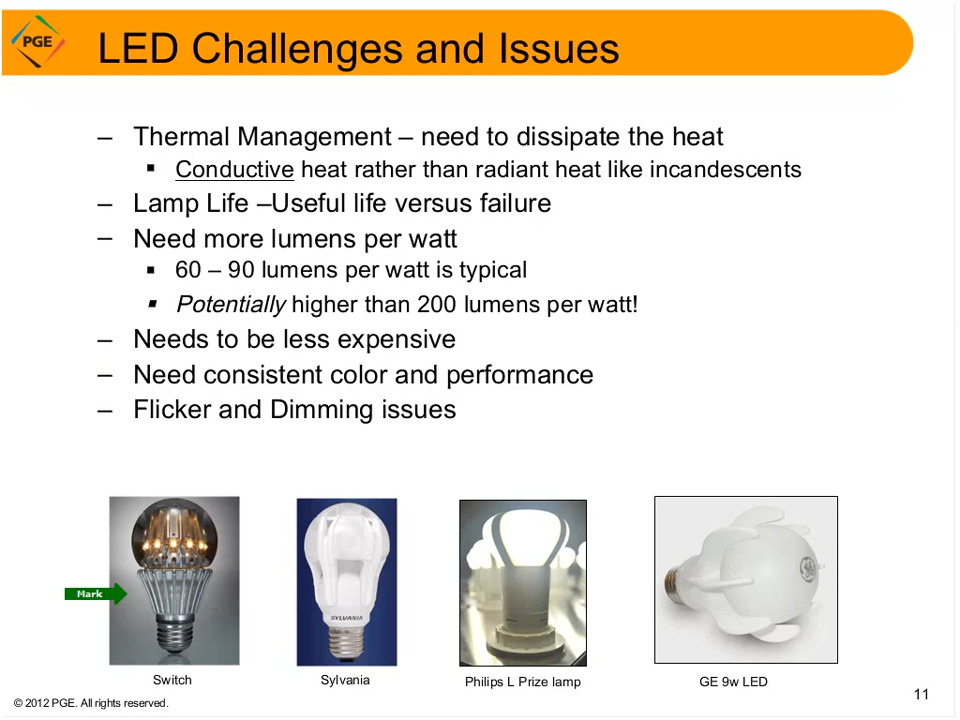 PGE
LED Challenges and Issues
– Thermal Management – need to dissipate the heat
▪ Conductive heat rather than radiant heat like incandescents
– Lamp Life –Useful life versus failure
– Need more lumens per watt
▪ 60 – 90 lumens per watt is typical
▪ Potentially higher than 200 lumens per watt!
– Needs to be less expensive
– Need consistent color and performance
– Flicker and Dimming issues
Mark
SYLVANIA
GE
Switch
Sylvania
Philips L Prize lamp
GE 9w LED
© 2012 PGE. All rights reserved.
11